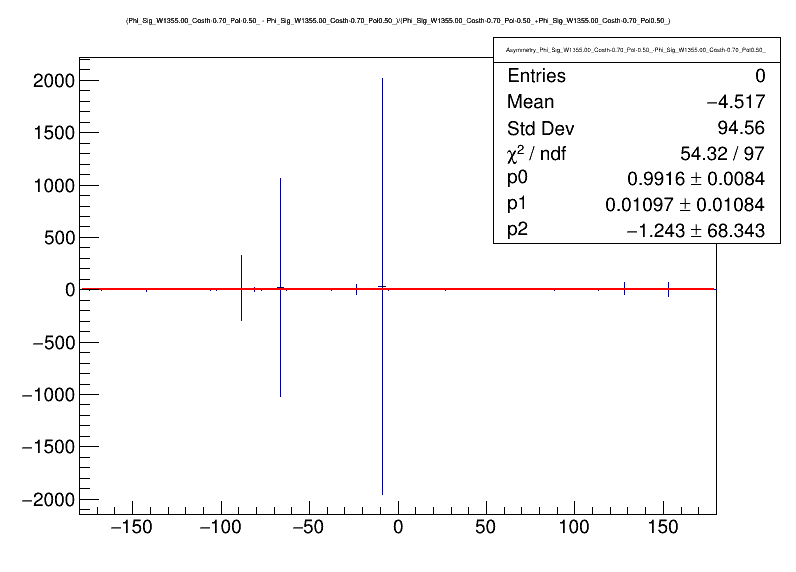 (Phi_Sig_W1355.00_Costh-0.70_Pol-0.50_ - Phi_Sig_W1355.00_Costh-0.70_Pol0.50_)/(Phi_Sig_W1355.00_Costh-0.70_Pol-0.50_+Phi_Sig_W1355.00_Costh-0.70_Pol0.50_)
Asymmetry_Phi_Sig_W1355.00_Costh-0.70_Pol-0.50_-Phi_Sig_W1355.00_Costh-0.70_Pol0.50_
Entries 0
Mean −4.517
Std Dev 94.56
χ² / ndf 54.32 / 97
p0 0.9916 ± 0.0084
p1 0.01097 ± 0.01084
p2 −1.243 ± 68.343
2000
1500
1000
500
0
−500
−1000
−1500
−2000
−150 −100 −50 0 50 100 150